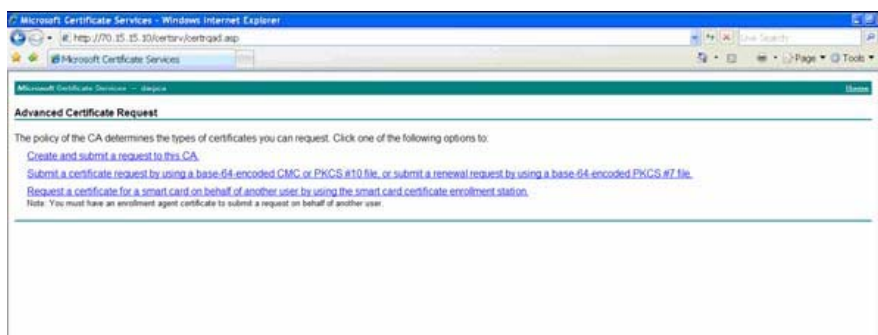 Microsoft Certificate Services - Windows Internet Explorer
http://70.15.15.10/certsrv/certrqad.asp
Live Search
Microsoft Certificate Services
Page Tools
Microsoft Certificate Services -- Home
Advanced Certificate Request
The policy of the CA determines the types of certificates you can request. Click one of the following options to:
Create and submit a request to this CA.
Submit a certificate request by using a base-64-encoded CMC or PKCS #10 file, or submit a renewal request by using a base-64-encoded PKCS #7 file.
Request a certificate for a smart card on behalf of another user by using the smart card certificate enrollment station.
Note: You must have an enrollment agent certificate to submit a request on behalf of another user.